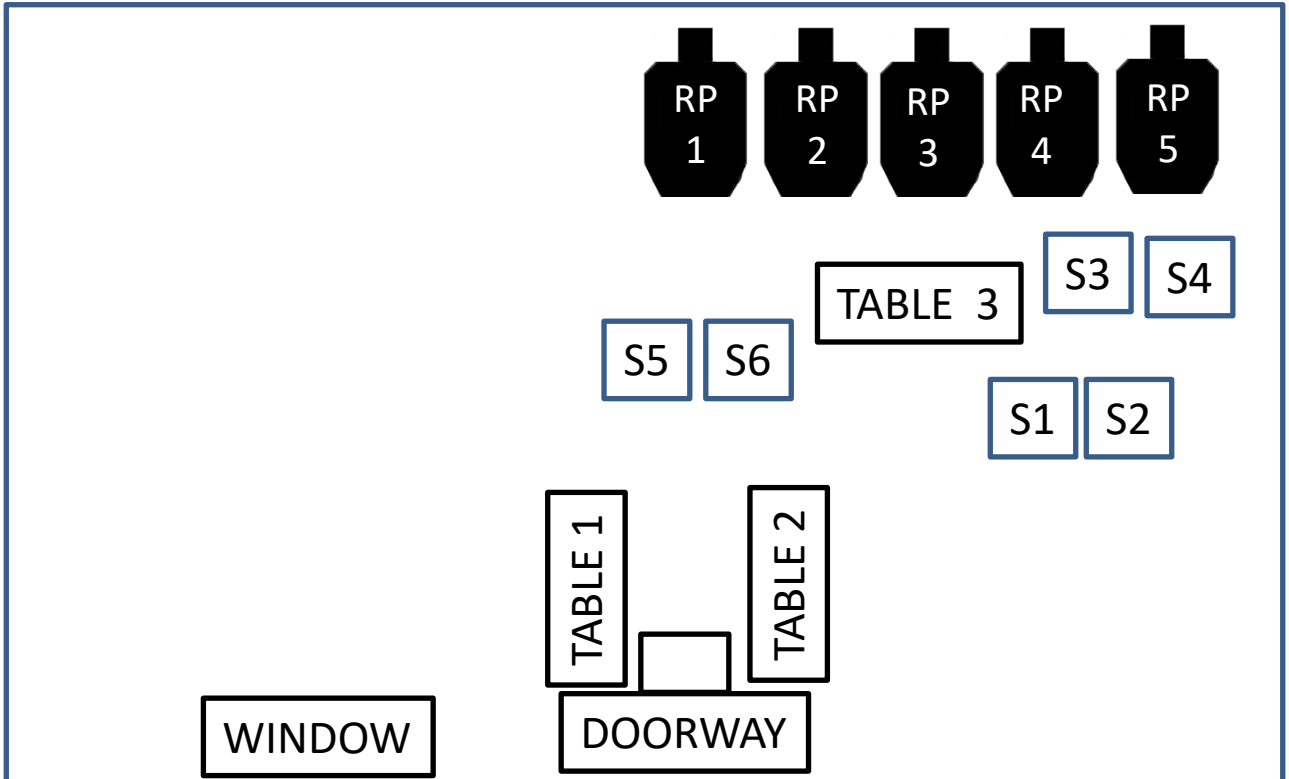 RP
1
RP
2
RP
3
RP
4
RP
5
S3
S4
TABLE 3
S5
S6
S1
S2
TABLE 1
TABLE 2
WINDOW
DOORWAY